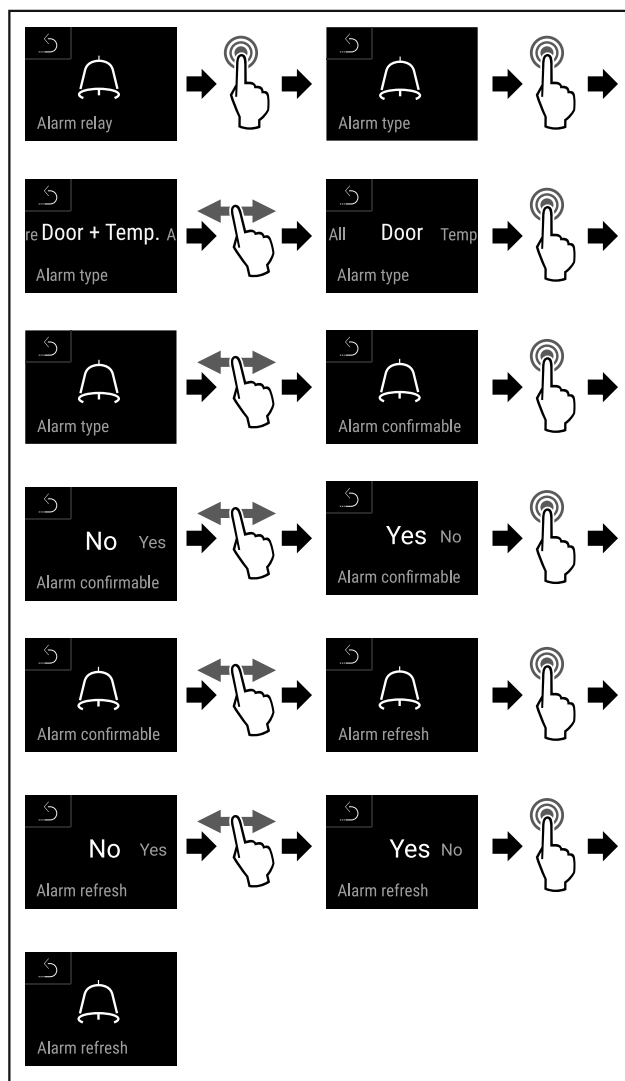 Alarm relay
Alarm type
re Door + Temp. A
Alarm type
All Door Temp
Alarm type
Alarm type
Alarm confirmable
No Yes
Alarm confirmable
Yes No
Alarm confirmable
Alarm confirmable
Alarm refresh
No Yes
Alarm refresh
Yes No
Alarm refresh
Alarm refresh